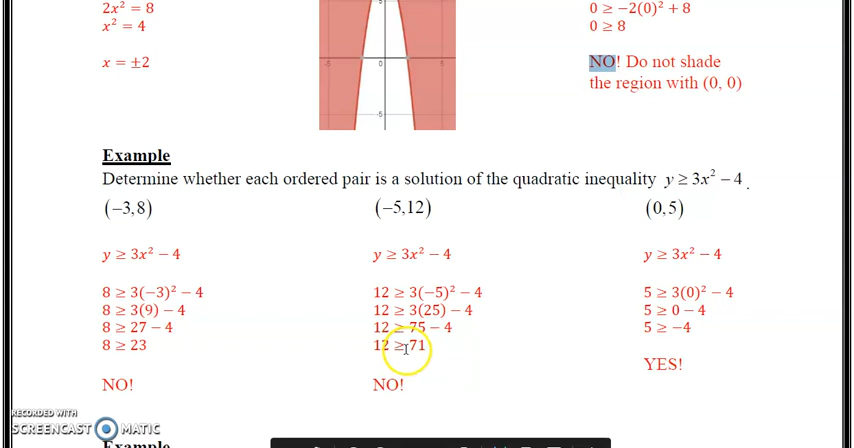 2x² = 8
x² = 4
x = ±2
-5
0
5
5
-5
0 ≥ −2(0)² + 8
0 ≥ 8
NO! Do not shade
the region with (0, 0)
Example
Determine whether each ordered pair is a solution of the quadratic inequality y ≥ 3x² − 4.
(−3,8)
y ≥ 3x² − 4
8 ≥ 3(−3)² − 4
8 ≥ 3(9) − 4
8 ≥ 27 − 4
8 ≥ 23
NO!
(−5,12)
y ≥ 3x² − 4
12 ≥ 3(−5)² − 4
12 ≥ 3(25) − 4
12 ≥ 75 − 4
12 ≥ 71
NO!
(0,5)
y ≥ 3x² − 4
5 ≥ 3(0)² − 4
5 ≥ 0 − 4
5 ≥ −4
YES!
RECORDED WITH
SCREENCAST MATIC
Example